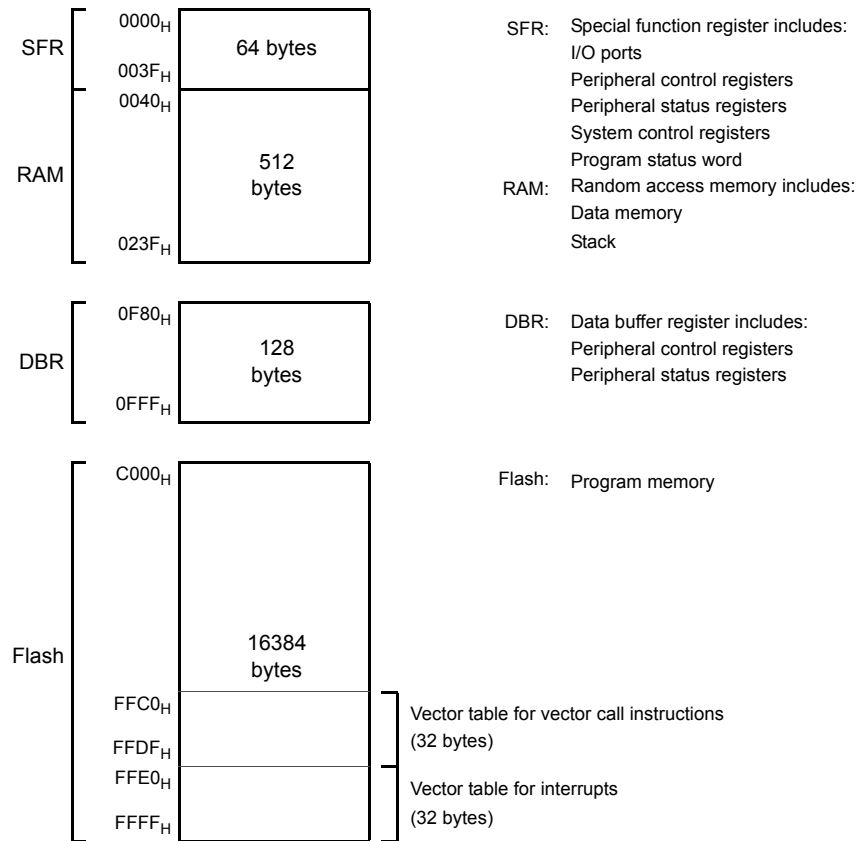 SFR
0000H
64 bytes
003FH
RAM
0040H
512
bytes
023FH
SFR: Special function register includes:
I/O ports
Peripheral control registers
Peripheral status registers
System control registers
Program status word
RAM: Random access memory includes:
Data memory
Stack
DBR
0F80H
128
bytes
0FFFH
DBR: Data buffer register includes:
Peripheral control registers
Peripheral status registers
Flash
C000H
16384
bytes
Flash: Program memory
FFC0H
FFDFH
Vector table for vector call instructions
(32 bytes)
FFE0H
FFFFH
Vector table for interrupts
(32 bytes)